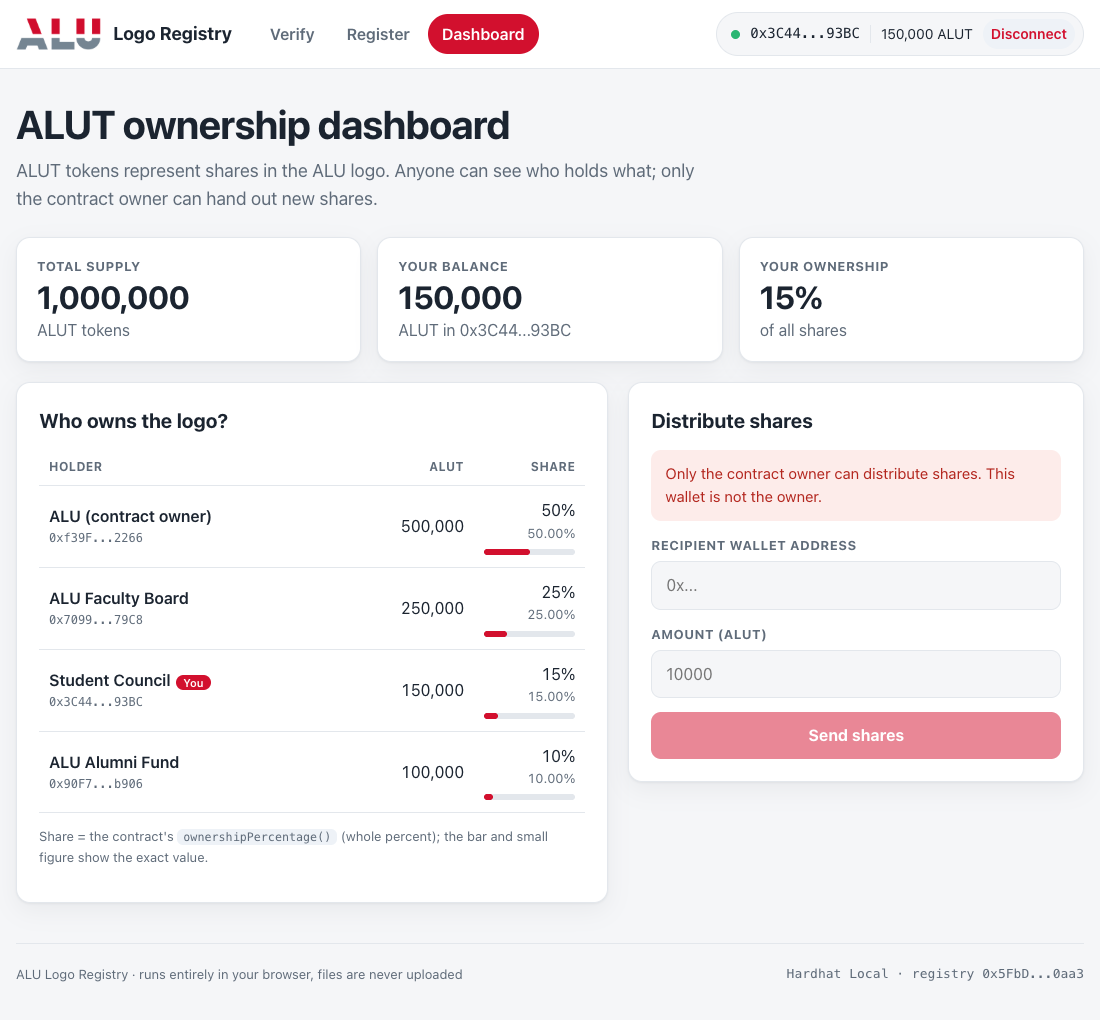 ALU Logo Registry Verify Register Dashboard 0x3C44...93BC 150,000 ALUT Disconnect
ALUT ownership dashboard
ALUT tokens represent shares in the ALU logo. Anyone can see who holds what; only
the contract owner can hand out new shares.
TOTAL SUPPLY
1,000,000
ALUT tokens
YOUR BALANCE
150,000
ALUT in 0x3C44...93BC
YOUR OWNERSHIP
15%
of all shares
Who owns the logo?
HOLDER ALUT SHARE
ALU (contract owner)
0xf39F...2266
500,000
50%
50.00%
ALU Faculty Board
0x7099...79C8
250,000
25%
25.00%
Student Council You
0x3C44...93BC
150,000
15%
15.00%
ALU Alumni Fund
0x90F7...b906
100,000
10%
10.00%
Share = the contract's ownershipPercentage() (whole percent); the bar and small
figure show the exact value.
Distribute shares
Only the contract owner can distribute shares. This
wallet is not the owner.
RECIPIENT WALLET ADDRESS
0x...
AMOUNT (ALUT)
10000
Send shares
ALU Logo Registry · runs entirely in your browser, files are never uploaded
Hardhat Local · registry 0x5FbD...0aa3